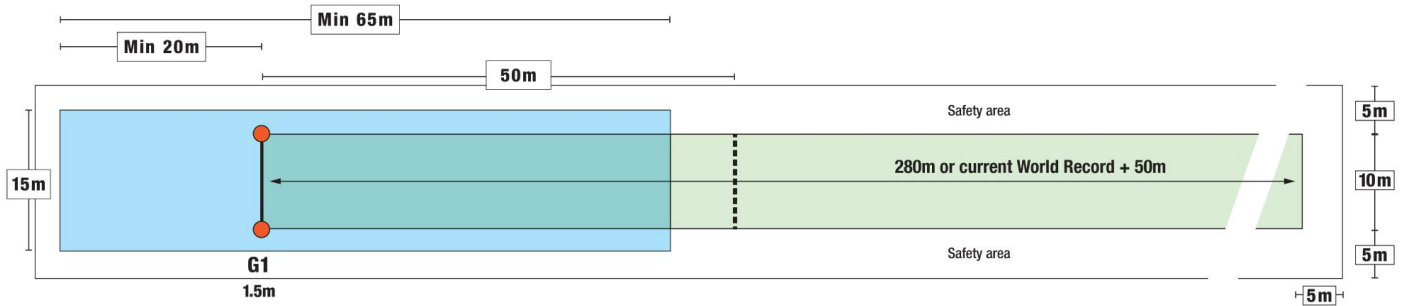 Min 65m
Min 20m
50m
Safety area
5m
15m
280m or current World Record + 50m
10m
G1
1.5m
Safety area
5m
5m